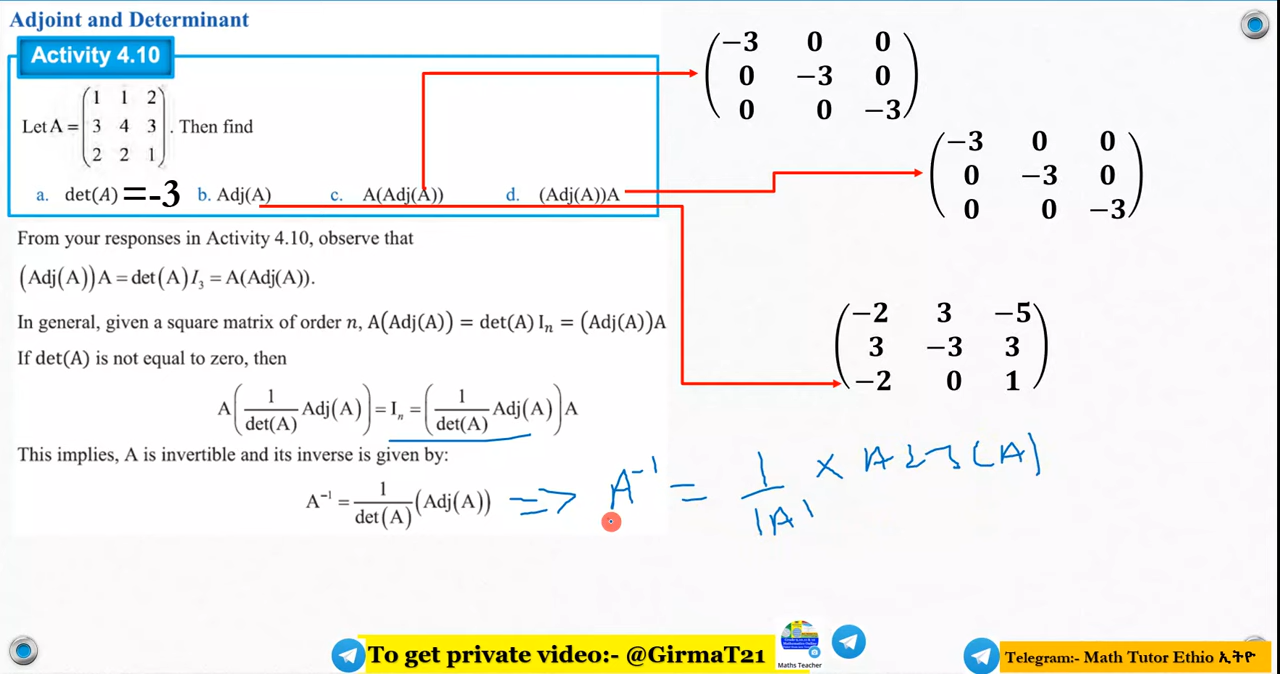 Adjoint and Determinant
Activity 4.10
Let A = (1 1 2
3 4 3
2 2 1). Then find
a. det(A) =-3 b. Adj(A) c. A(Adj(A)) d. (Adj(A))A
From your responses in Activity 4.10, observe that
(Adj(A))A = det(A)I₃ = A(Adj(A)).
In general, given a square matrix of order n, A(Adj(A)) = det(A) Iₙ = (Adj(A))A
If det(A) is not equal to zero, then
A(1/det(A) Adj(A)) = Iₙ = (1/det(A) Adj(A))A
This implies, A is invertible and its inverse is given by:
A⁻¹ = 1/det(A) (Adj(A)) => A⁻¹ = 1/|A| × Adj(A)
(−3 0 0
0 −3 0
0 0 −3)
(−3 0 0
0 −3 0
0 0 −3)
(−2 3 −5
3 −3 3
−2 0 1)
To get private video:- @GirmaT21
Maths Teacher
Telegram:- Math Tutor Ethio ኢትዮ